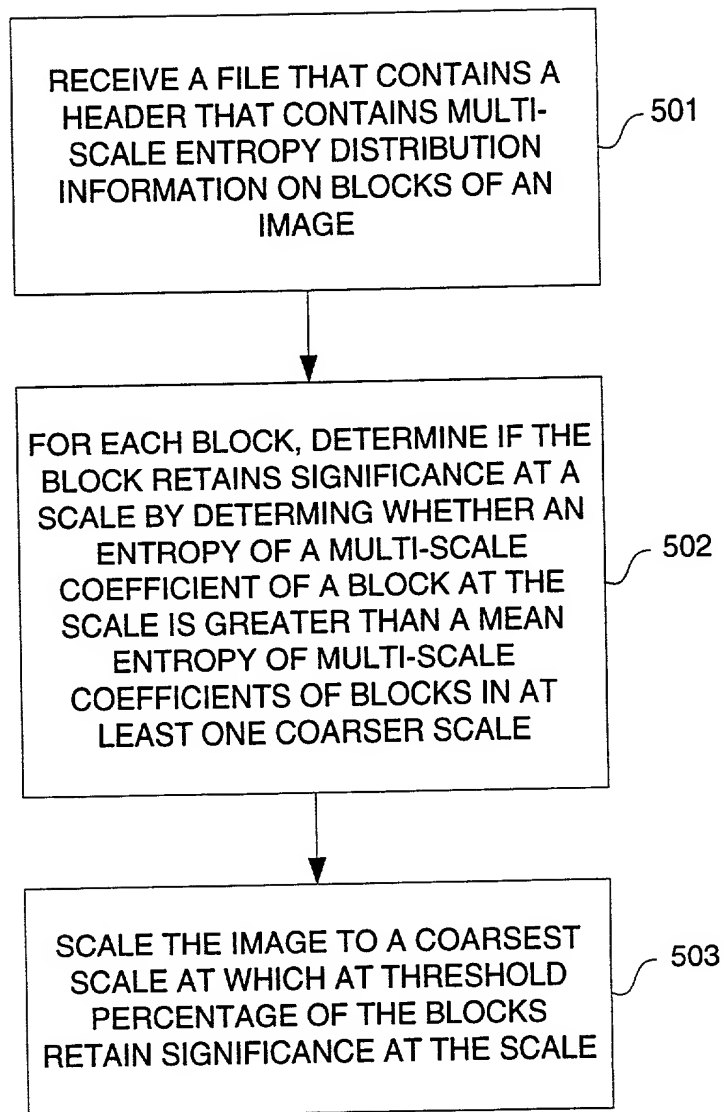 RECEIVE A FILE THAT CONTAINS A
HEADER THAT CONTAINS MULTI-
SCALE ENTROPY DISTRIBUTION
INFORMATION ON BLOCKS OF AN
IMAGE
501
FOR EACH BLOCK, DETERMINE IF THE
BLOCK RETAINS SIGNIFICANCE AT A
SCALE BY DETERMINING WHETHER AN
ENTROPY OF A MULTI-SCALE
COEFFICIENT OF A BLOCK AT THE
SCALE IS GREATER THAN A MEAN
ENTROPY OF MULTI-SCALE
COEFFICIENTS OF BLOCKS IN AT
LEAST ONE COARSER SCALE
502
SCALE THE IMAGE TO A COARSEST
SCALE AT WHICH AT THRESHOLD
PERCENTAGE OF THE BLOCKS
RETAIN SIGNIFICANCE AT THE SCALE
503